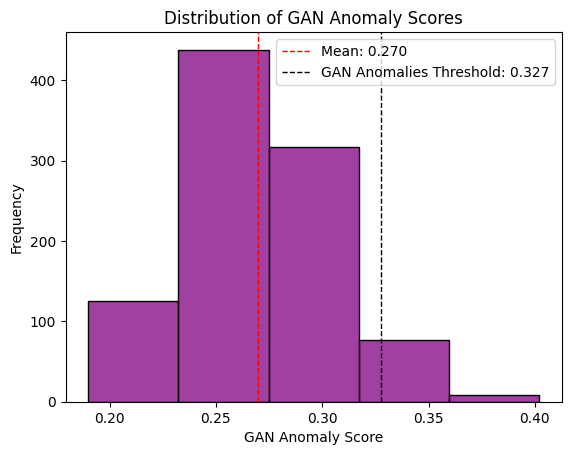 Distribution of GAN Anomaly Scores
Mean: 0.270
GAN Anomalies Threshold: 0.327
Frequency
400
300
200
100
0
0.20 0.25 0.30 0.35 0.40
GAN Anomaly Score